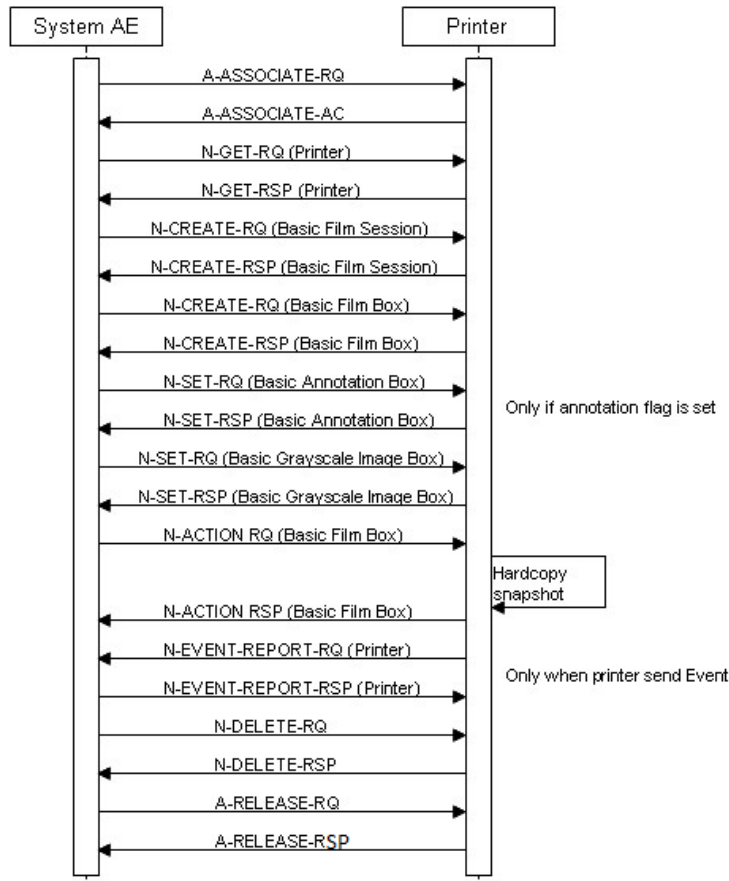 System AE
Printer
A-ASSOCIATE-RQ
A-ASSOCIATE-AC
N-GET-RQ (Printer)
N-GET-RSP (Printer)
N-CREATE-RQ (Basic Film Session)
N-CREATE-RSP (Basic Film Session)
N-CREATE-RQ (Basic Film Box)
N-CREATE-RSP (Basic Film Box)
N-SET-RQ (Basic Annotation Box)
Only if annotation flag is set
N-SET-RSP (Basic Annotation Box)
N-SET-RQ (Basic Grayscale Image Box)
N-SET-RSP (Basic Grayscale Image Box)
N-ACTION RQ (Basic Film Box)
Hardcopy
snapshot
N-ACTION RSP (Basic Film Box)
N-EVENT-REPORT-RQ (Printer)
Only when printer send Event
N-EVENT-REPORT-RSP (Printer)
N-DELETE-RQ
N-DELETE-RSP
A-RELEASE-RQ
A-RELEASE-RSP